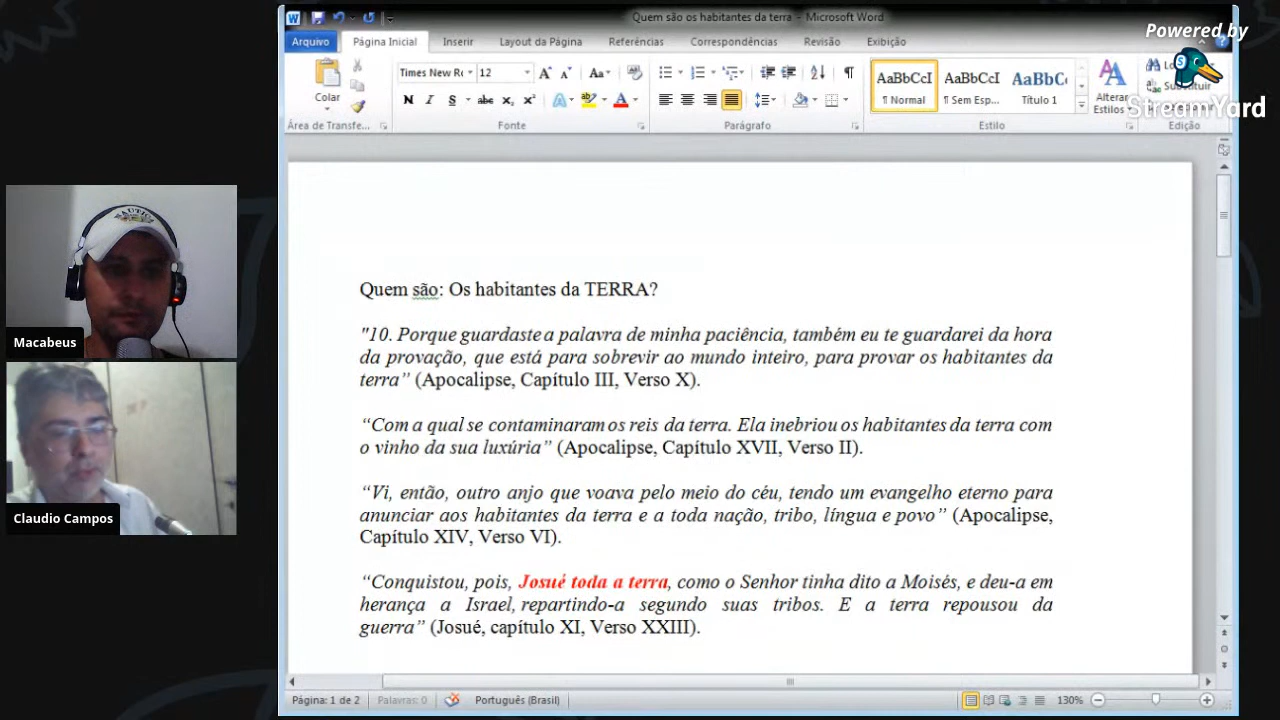 Quem são os habitantes da terra - Microsoft Word
Powered by
StreamYard
Arquivo Página Inicial Inserir Layout da Página Referências Correspondências Revisão Exibição
Times New Ro 12
Colar
AaBbCcI AaBbCcI AaBbC
¶ Normal ¶ Sem Esp... Título 1
Alterar
Estilos
Área de Transfe... Fonte Parágrafo Estilo Edição
Quem são: Os habitantes da TERRA?
"10. Porque guardaste a palavra de minha paciência, também eu te guardarei da hora
da provação, que está para sobrevir ao mundo inteiro, para provar os habitantes da
terra” (Apocalipse, Capítulo III, Verso X).
“Com a qual se contaminaram os reis da terra. Ela inebriou os habitantes da terra com
o vinho da sua luxúria” (Apocalipse, Capítulo XVII, Verso II).
“Vi, então, outro anjo que voava pelo meio do céu, tendo um evangelho eterno para
anunciar aos habitantes da terra e a toda nação, tribo, língua e povo” (Apocalipse,
Capítulo XIV, Verso VI).
“Conquistou, pois, Josué toda a terra, como o Senhor tinha dito a Moisés, e deu-a em
herança a Israel, repartindo-a segundo suas tribos. E a terra repousou da
guerra” (Josué, capítulo XI, Verso XXIII).
NAUTICA
Macabeus
Claudio Campos
Página: 1 de 2 Palavras: 0 Português (Brasil) 130%